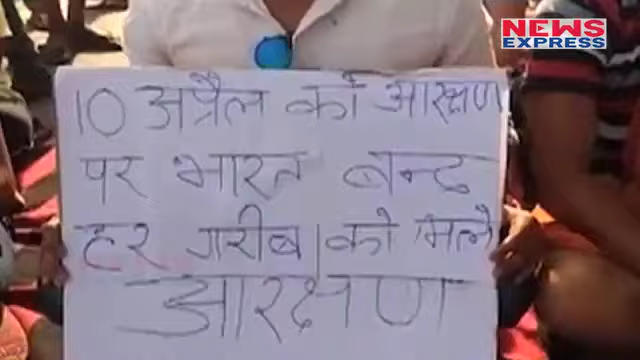 NEWS
EXPRESS
10 अप्रैल को आरक्षण
पर भारत बन्द
हर गरीब को मिले
आरक्षण